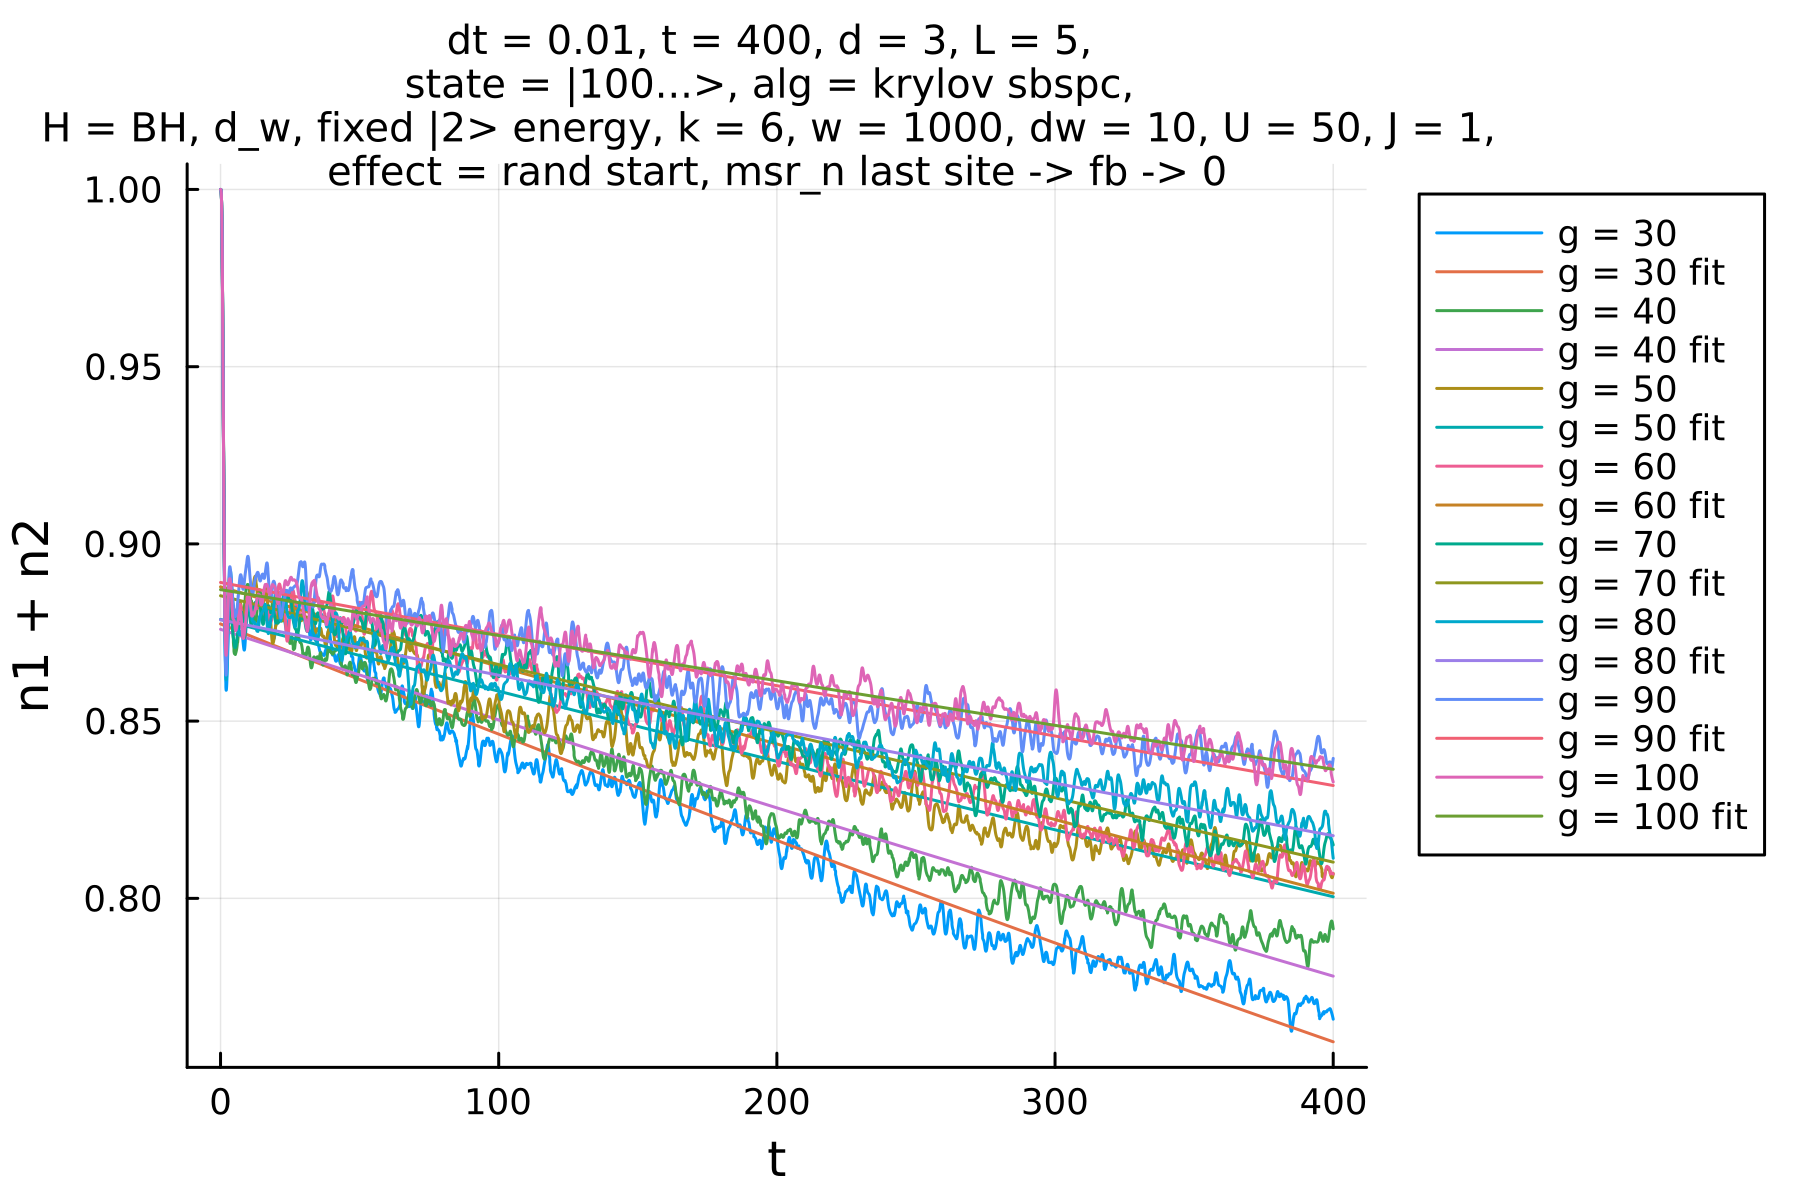 dt = 0.01, t = 400, d = 3, L = 5,
state = |100...>, alg = krylov sbspc,
H = BH, d_w, fixed |2> energy, k = 6, w = 1000, dw = 10, U = 50, J = 1,
effect = rand start, msr_n last site -> fb -> 0
n1 + n2
1.00
0.95
0.90
0.85
0.80
0
100
200
300
400
t
g = 30
g = 30 fit
g = 40
g = 40 fit
g = 50
g = 50 fit
g = 60
g = 60 fit
g = 70
g = 70 fit
g = 80
g = 80 fit
g = 90
g = 90 fit
g = 100
g = 100 fit